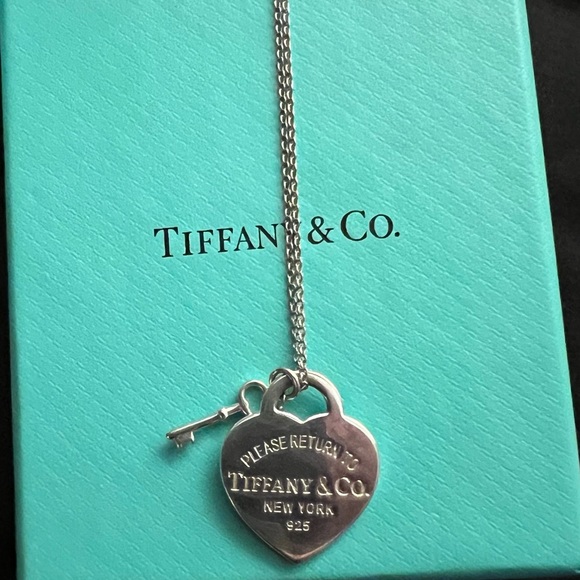 TIFFANY & CO.
PLEASE RETURN TO
TIFFANY & CO.
NEW YORK
925